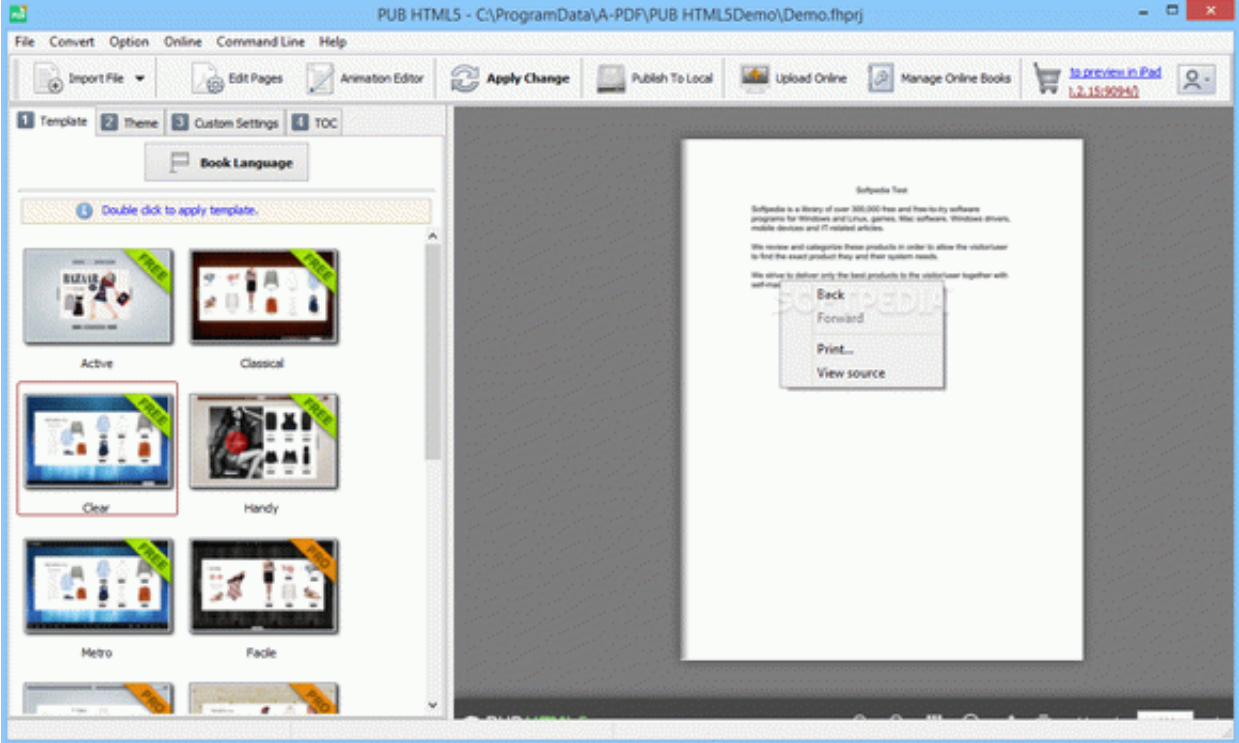 PUB HTML5 - C:\ProgramData\A-PDF\PUB HTML5Demo\Demo.fhprj
File Convert Option Online Command Line Help
Import File Edit Pages Animation Editor Apply Change Publish To Local Upload Online Manage Online Books
to preview in iPad
1 Template 2 Theme 3 Custom Settings 4 TOC
Book Language
Double click to apply template.
FREE FREE
BAZAAR
Active Classical
FREE FREE
Clear Handy
FREE PRO
Metro Facile
PRO PRO
Softpedia Test
Softpedia is a library of over 300,000 free and free-to-try software
programs for Windows and Linux, games, Mac software, Windows drivers,
mobile devices and IT-related articles.
We review and categorize these products in order to allow the visitor/user
to find the exact product they and their system needs.
We strive to deliver only the best products to the visitor/user together with
SOFTPEDIA
Back
Forward
Print...
View source
PUB HTML5